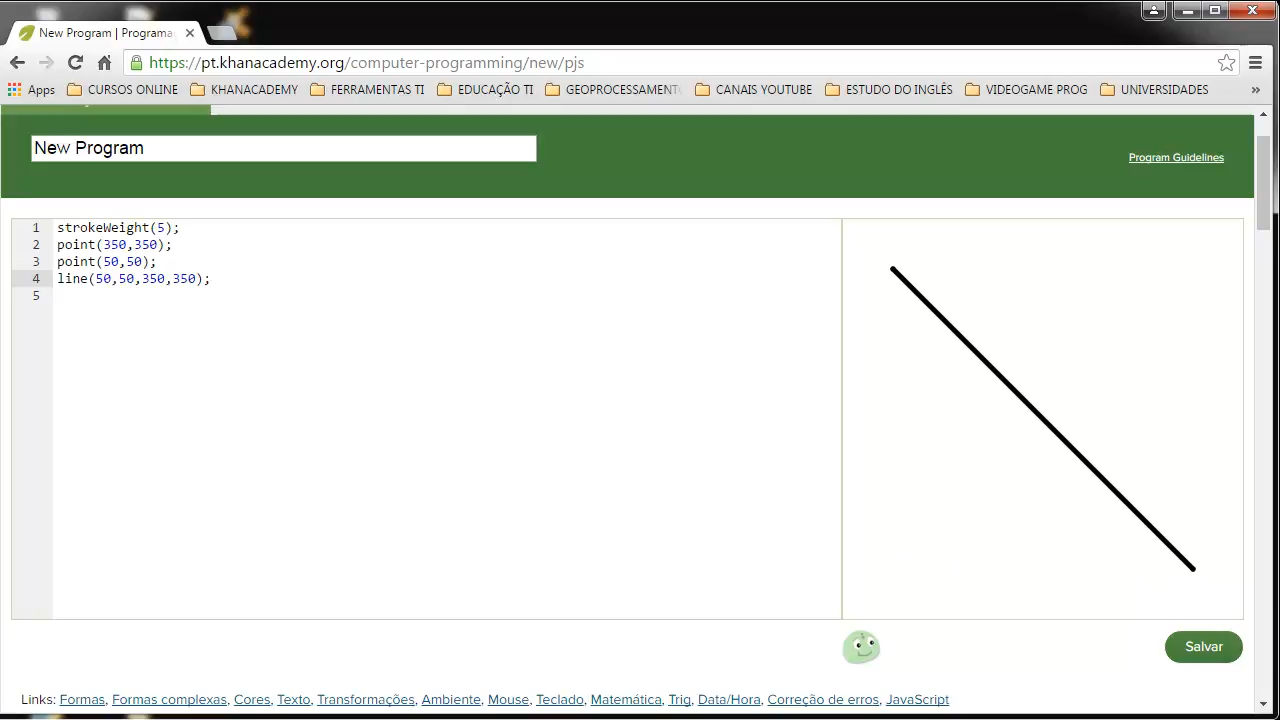 New Program | Programa
https://pt.khanacademy.org/computer-programming/new/pjs
Apps CURSOS ONLINE KHANACADEMY FERRAMENTAS TI EDUCAÇÃO TI GEOPROCESSAMENT CANAIS YOUTUBE ESTUDO DO INGLÊS VIDEOGAME PROG UNIVERSIDADES »
New Program
Program Guidelines
1 strokeWeight(5);
2 point(350,350);
3 point(50,50);
4 line(50,50,350,350);
5
Salvar
Links: Formas, Formas complexas, Cores, Texto, Transformações, Ambiente, Mouse, Teclado, Matemática, Trig, Data/Hora, Correção de erros, JavaScript